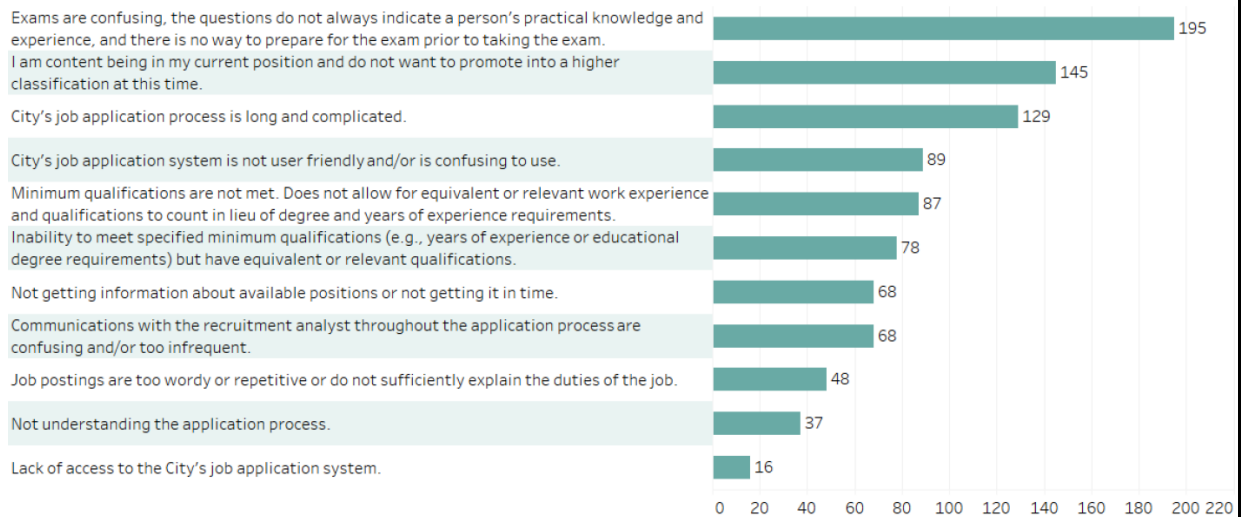 Exams are confusing, the questions do not always indicate a person's practical knowledge and
experience, and there is no way to prepare for the exam prior to taking the exam.
195
I am content being in my current position and do not want to promote into a higher
classification at this time.
145
City's job application process is long and complicated.
129
City's job application system is not user friendly and/or is confusing to use.
89
Minimum qualifications are not met. Does not allow for equivalent or relevant work experience
and qualifications to count in lieu of degree and years of experience requirements.
87
Inability to meet specified minimum qualifications (e.g., years of experience or educational
degree requirements) but have equivalent or relevant qualifications.
78
Not getting information about available positions or not getting it in time.
68
Communications with the recruitment analyst throughout the application process are
confusing and/or too infrequent.
68
Job postings are too wordy or repetitive or do not sufficiently explain the duties of the job.
48
Not understanding the application process.
37
Lack of access to the City's job application system.
16
0 20 40 60 80 100 120 140 160 180 200 220